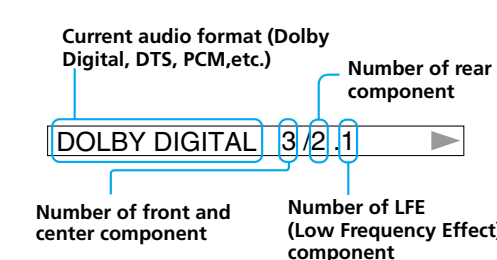 Current audio format (Dolby
Digital, DTS, PCM,etc.)
Number of rear
component
DOLBY DIGITAL 3 /2 .1
Number of front and
center component
Number of LFE
(Low Frequency Effect)
component